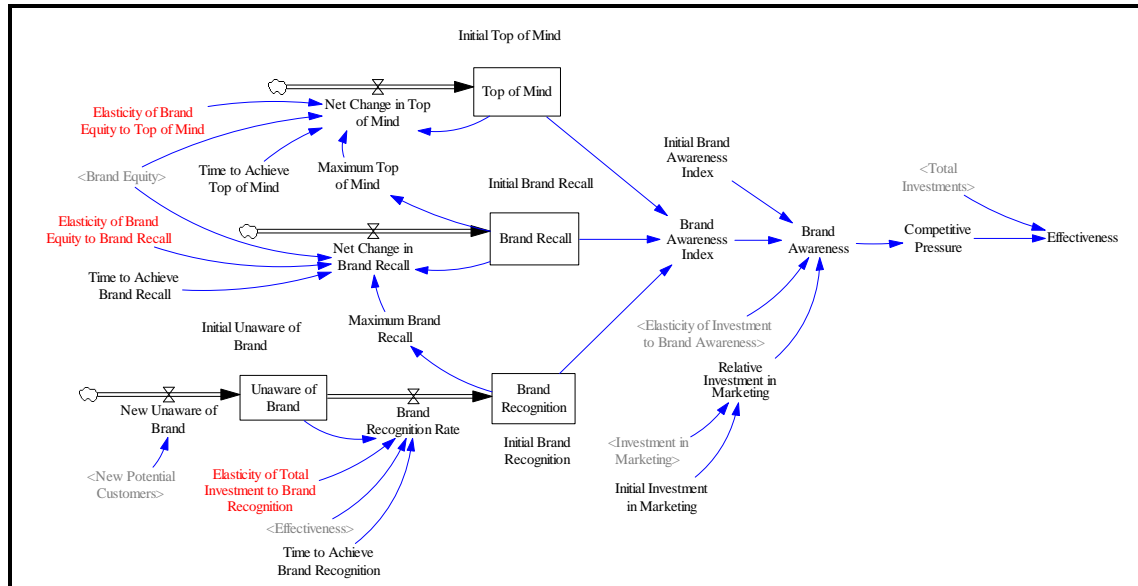 Initial Top of Mind
Top of Mind
Elasticity of Brand
Equity to Top of Mind
Net Change in Top
of Mind
<Brand Equity>
Time to Achieve
Top of Mind
Maximum Top
of Mind
Initial Brand Recall
Initial Brand
Awareness
Index
<Total
Investments>
Elasticity of Brand
Equity to Brand Recall
Net Change in
Brand Recall
Brand Recall
Brand
Awareness
Index
Brand
Awareness
Competitive
Pressure
Effectiveness
Time to Achieve
Brand Recall
Initial Unaware of
Brand
Maximum Brand
Recall
<Elasticity of Investment
to Brand Awareness>
Relative
Investment in
Marketing
New Unaware of
Brand
Unaware of
Brand
Brand
Recognition Rate
Brand
Recognition
Initial Brand
Recognition
<New Potential
Customers>
Elasticity of Total
Investment to Brand
Recognition
<Effectiveness>
Time to Achieve
Brand Recognition
<Investment in
Marketing>
Initial Investment
in Marketing